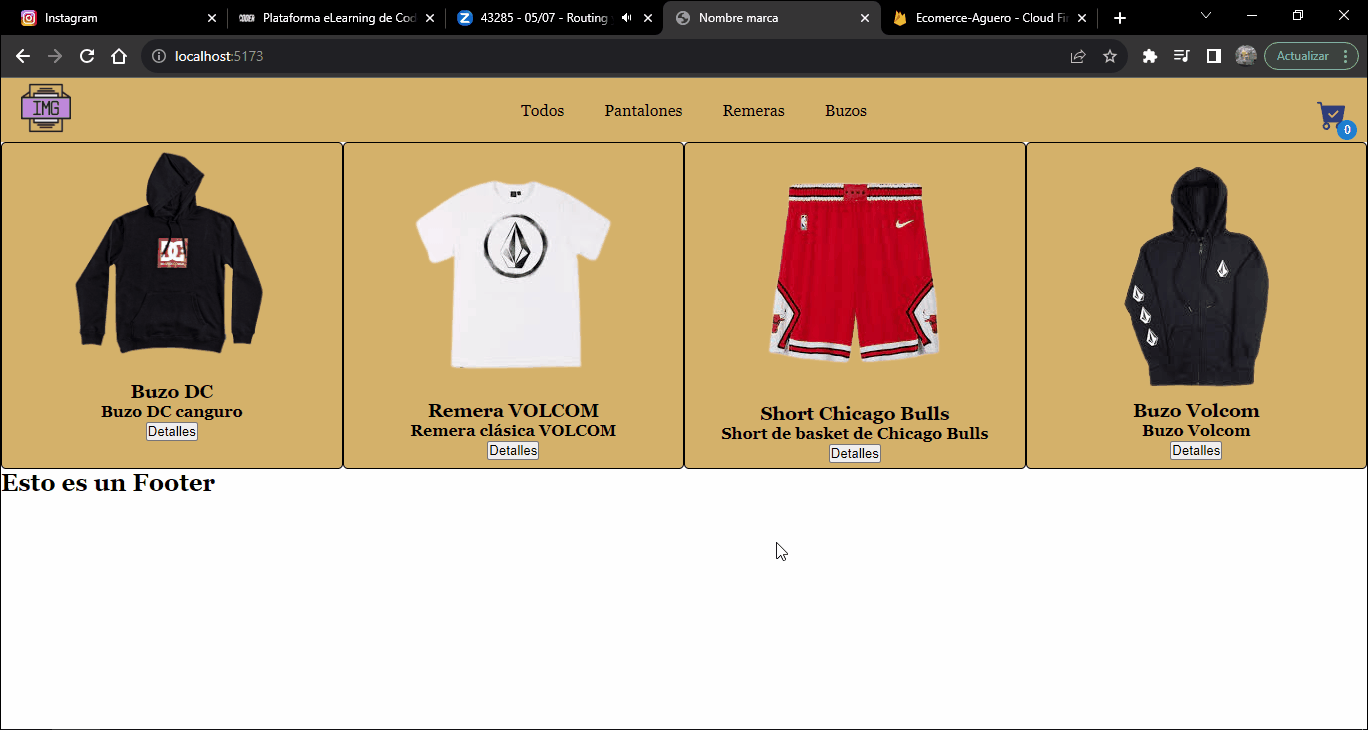 Instagram
CODER Plataforma eLearning de Cod
Z 43285 - 05/07 - Routing
Nombre marca
Ecomerce-Aguero - Cloud Fi
localhost:5173
Actualizar
IMG
Todos Pantalones Remeras Buzos
0
Buzo DC
Buzo DC canguro
Detalles
Remera VOLCOM
Remera clásica VOLCOM
Detalles
Short Chicago Bulls
Short de basket de Chicago Bulls
Detalles
Buzo Volcom
Buzo Volcom
Detalles
Esto es un Footer